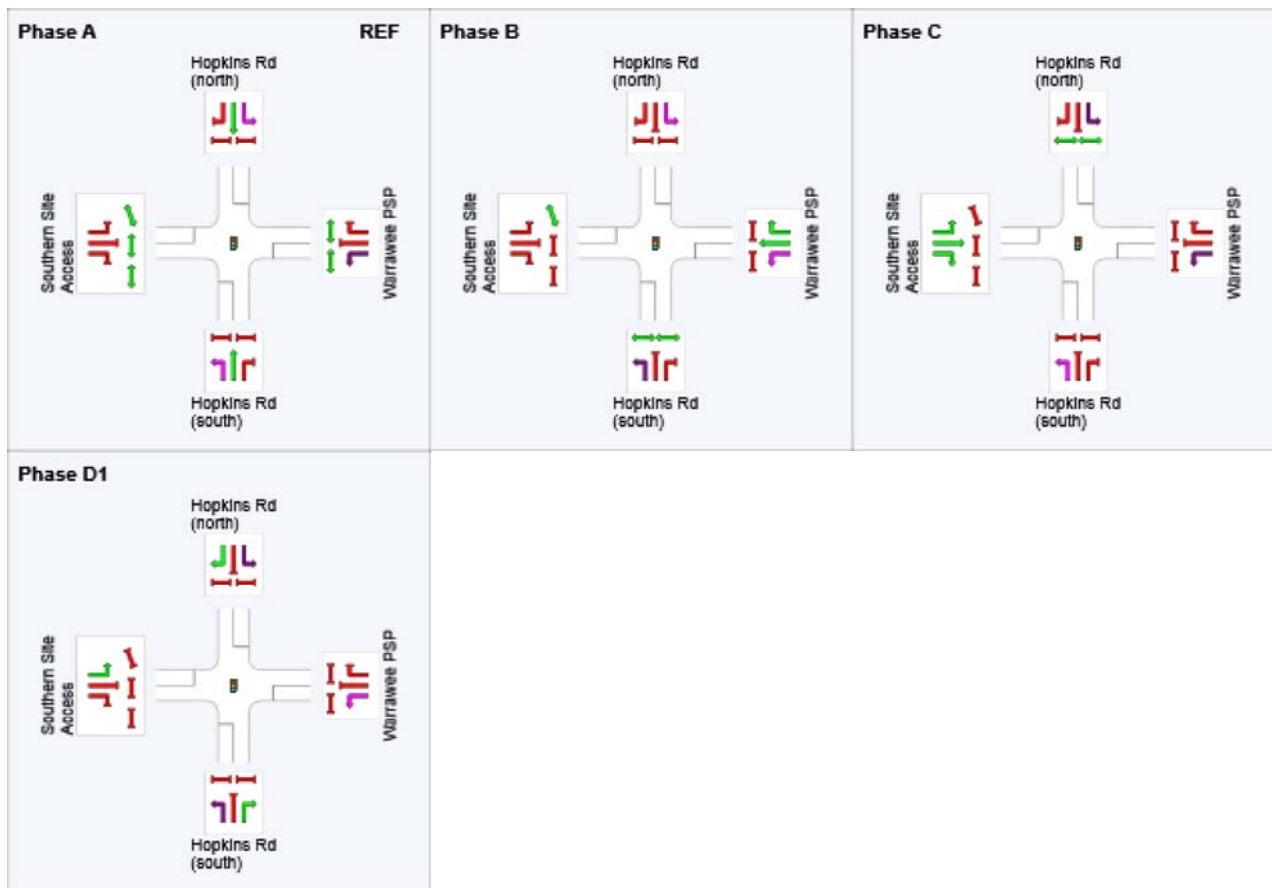 Phase A
REF
Hopkins Rd
(north)
Southern Site
Access
Warrawee PSP
Hopkins Rd
(south)
Phase B
Hopkins Rd
(north)
Southern Site
Access
Warrawee PSP
Hopkins Rd
(south)
Phase C
Hopkins Rd
(north)
Southern Site
Access
Warrawee PSP
Hopkins Rd
(south)
Phase D1
Hopkins Rd
(north)
Southern Site
Access
Warrawee PSP
Hopkins Rd
(south)